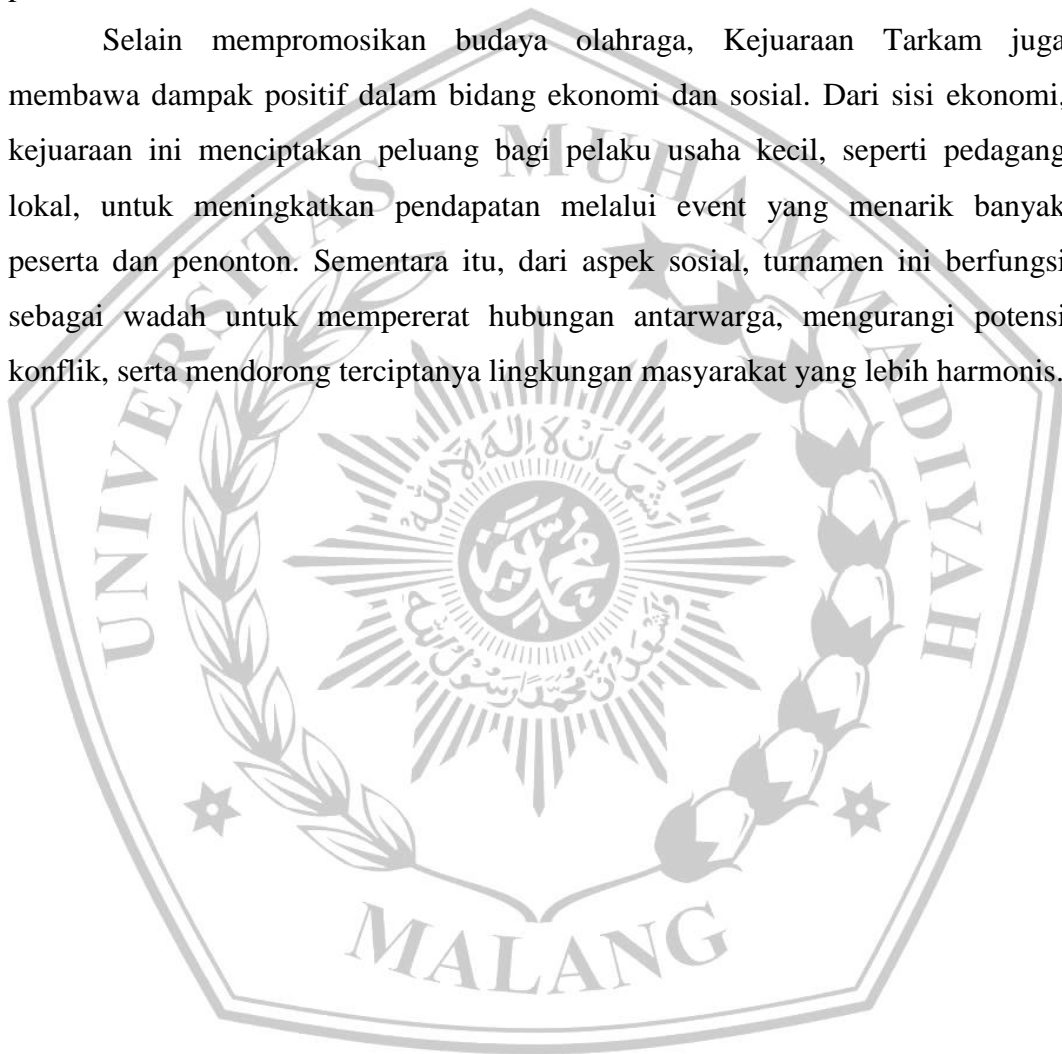 Selain mempromosikan budaya olahraga, Kejuaraan Tarkam juga
membawa dampak positif dalam bidang ekonomi dan sosial. Dari sisi ekonomi,
kejuaraan ini menciptakan peluang bagi pelaku usaha kecil, seperti pedagang
lokal, untuk meningkatkan pendapatan melalui event yang menarik banyak
peserta dan penonton. Sementara itu, dari aspek sosial, turnamen ini berfungsi
sebagai wadah untuk mempererat hubungan antarwarga, mengurangi potensi
konflik, serta mendorong terciptanya lingkungan masyarakat yang lebih harmonis.
UNIVERSITAS MUHAMMADIYAH
MALANG